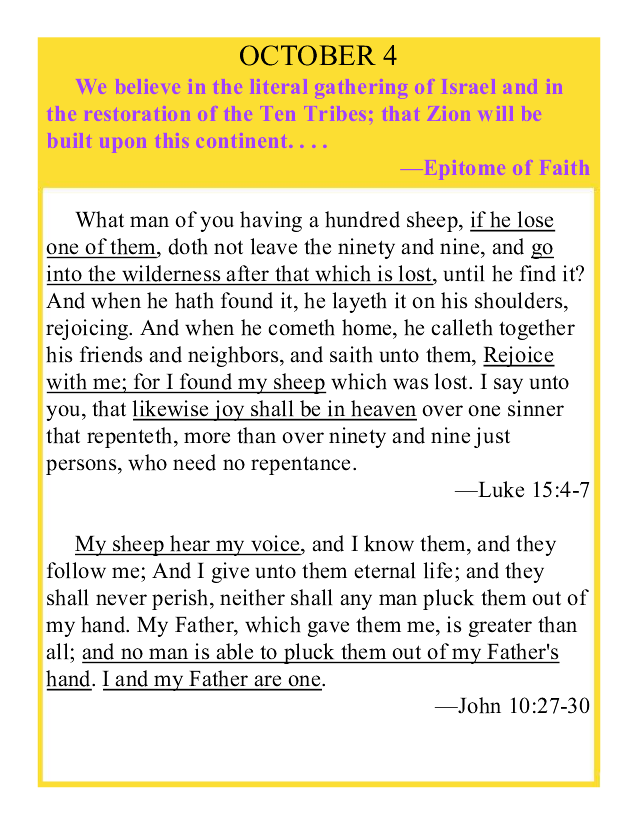 OCTOBER 4
We believe in the literal gathering of Israel and in
the restoration of the Ten Tribes; that Zion will be
built upon this continent. . . .
—Epitome of Faith
What man of you having a hundred sheep, if he lose
one of them, doth not leave the ninety and nine, and go
into the wilderness after that which is lost, until he find it?
And when he hath found it, he layeth it on his shoulders,
rejoicing. And when he cometh home, he calleth together
his friends and neighbors, and saith unto them, Rejoice
with me; for I found my sheep which was lost. I say unto
you, that likewise joy shall be in heaven over one sinner
that repenteth, more than over ninety and nine just
persons, who need no repentance.
—Luke 15:4-7
My sheep hear my voice, and I know them, and they
follow me; And I give unto them eternal life; and they
shall never perish, neither shall any man pluck them out of
my hand. My Father, which gave them me, is greater than
all; and no man is able to pluck them out of my Father's
hand. I and my Father are one.
—John 10:27-30